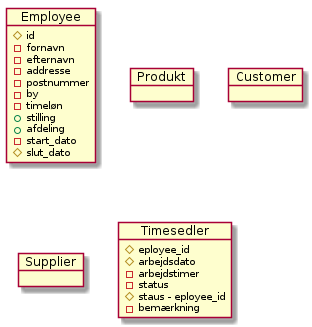 Employee
id
fornavn
efternavn
addresse
postnummer
by
timeløn
stilling
afdeling
start_dato
slut_dato
Produkt
Customer
Supplier
Timesedler
eployee_id
arbejdsdato
arbejdstimer
status
staus - eployee_id
bemærkning